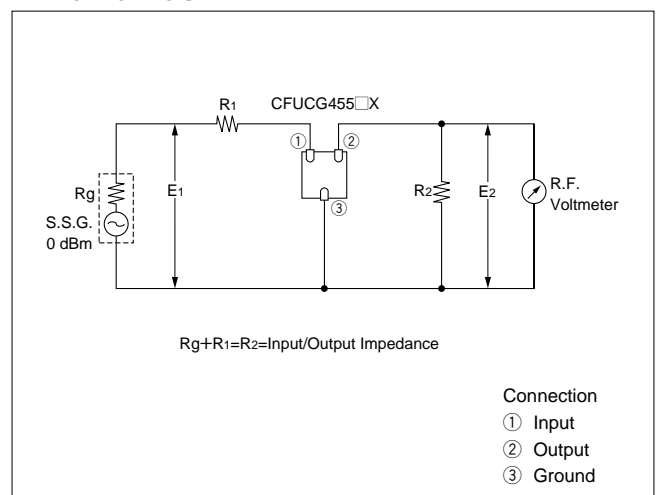 R1
CFUCG455□X
①
②
③
Rg
S.S.G.
0 dBm
E1
R2
E2
R.F.
Voltmeter
Rg+R1=R2=Input/Output Impedance
Connection
① Input
② Output
③ Ground